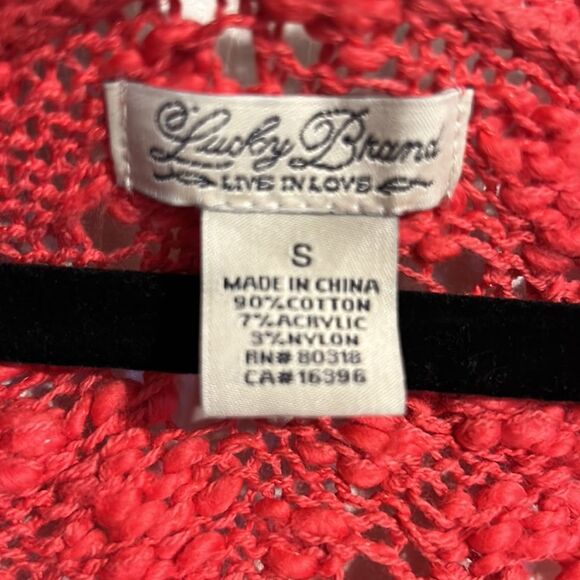 Lucky Brand
LIVE IN LOVE
S
MADE IN CHINA
90% COTTON
7% ACRYLIC
3% NYLON
RN# 80318
CA# 16396